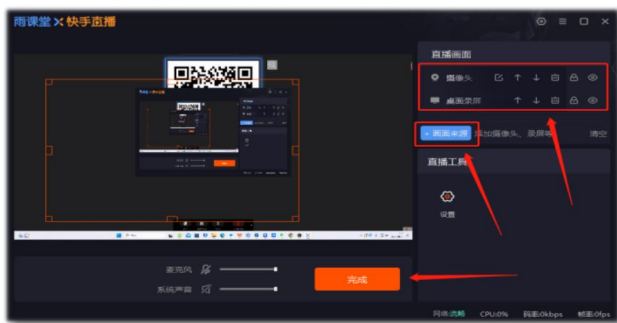 雨课堂 X 快手直播
直播画面
摄像头
桌面录屏
+ 画面来源 添加摄像头、录屏等 清空
直播工具
设置
麦克风
系统声音
完成
网络:流畅 CPU:0% 码率:0kbps 帧率:0fps